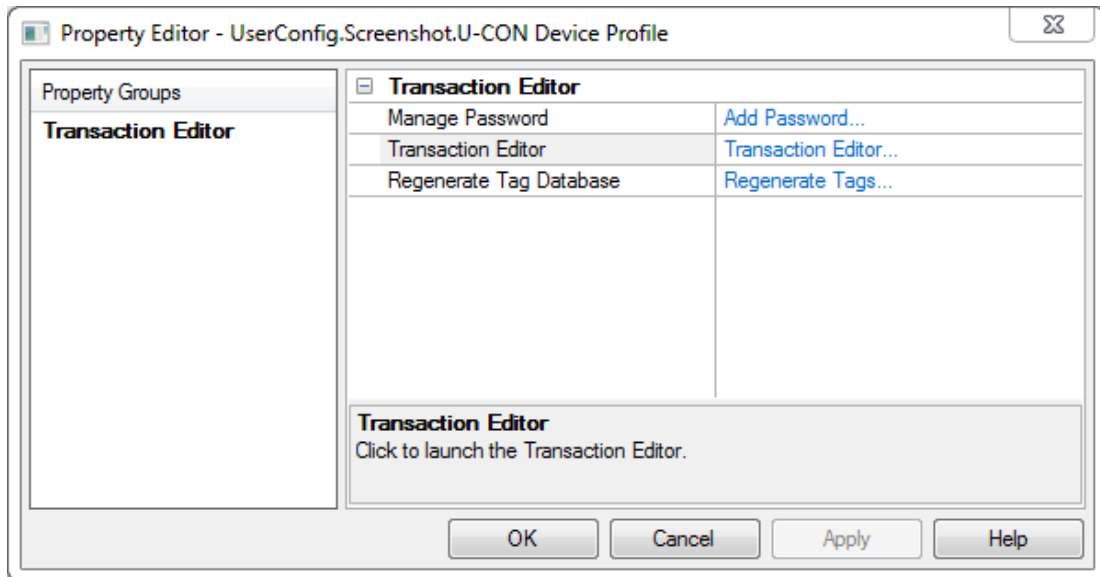 Property Editor - UserConfig.Screenshot.U-CON Device Profile
Property Groups
Transaction Editor
Transaction Editor
Manage Password Add Password...
Transaction Editor Transaction Editor...
Regenerate Tag Database Regenerate Tags...
Transaction Editor
Click to launch the Transaction Editor.
OK Cancel Apply Help